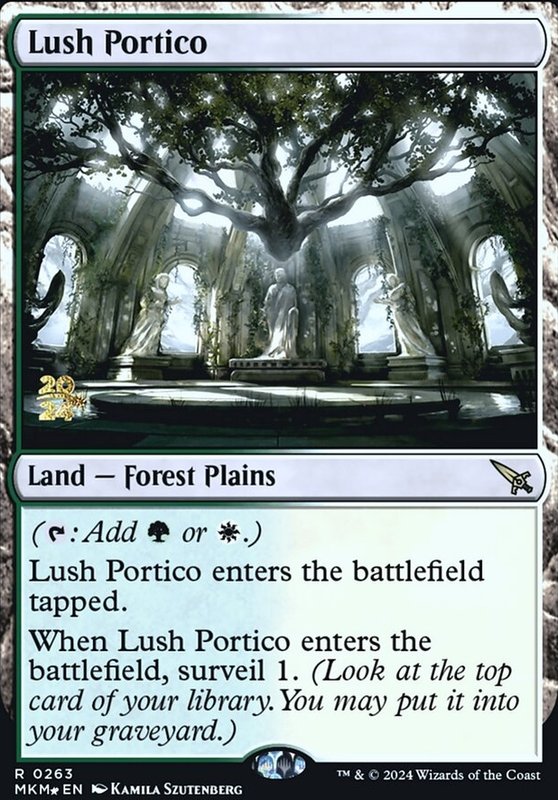 Lush Portico
20
24
Land — Forest Plains
(: Add or .)
Lush Portico enters the battlefield
tapped.
When Lush Portico enters the
battlefield, surveil 1. (Look at the top
card of your library. You may put it into
your graveyard.)
R 0263
MKM★EN Kamila Szutenberg
™ & © 2024 Wizards of the Coast